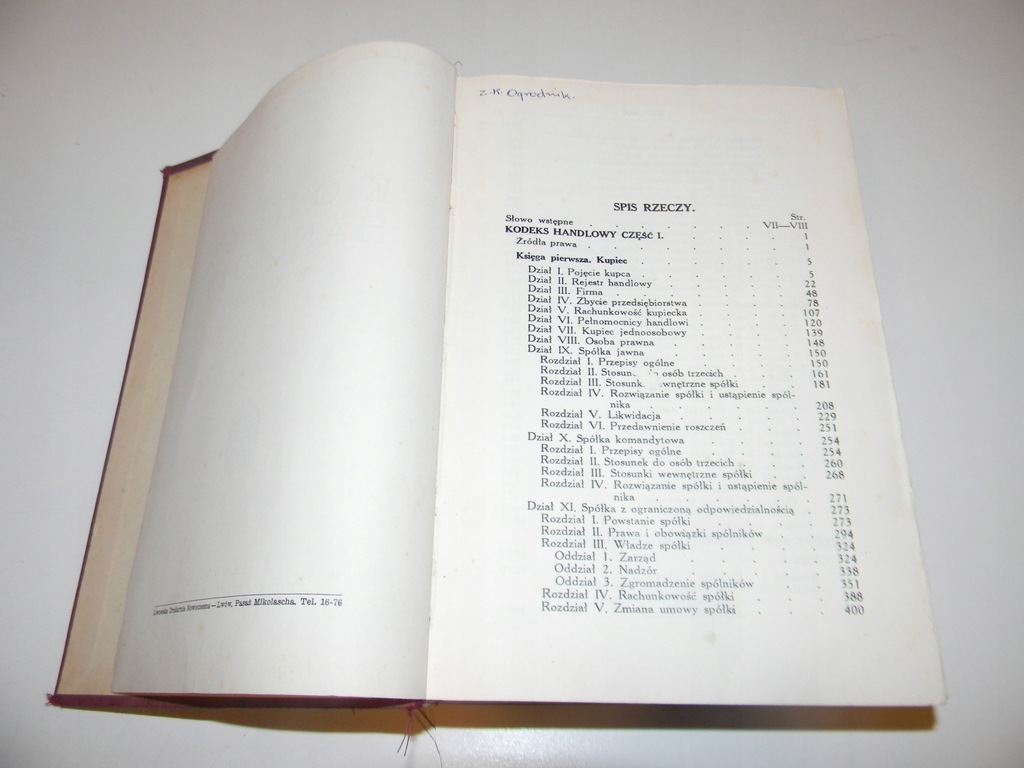 Lwowska Drukarnia Nowoczesna — Lwów, Pasaż Mikolascha. Tel. 16-76
z. K. Ogrodnik.
SPIS RZECZY.
Str.
Słowo wstępne . . . . . . . VII—VIII
KODEKS HANDLOWY CZĘŚĆ I. . . . . . 1
Źródła prawa . . . . . . . . 1
Księga pierwsza. Kupiec . . . . . . 5
Dział I. Pojęcie kupca . . . . . . 5
Dział II. Rejestr handlowy . . . . . 22
Dział III. Firma . . . . . . . 48
Dział IV. Zbycie przedsiębiorstwa . . . . 78
Dział V. Rachunkowość kupiecka . . . . 107
Dział VI. Pełnomocnicy handlowi . . . . 120
Dział VII. Kupiec jednoosobowy . . . . 139
Dział VIII. Osoba prawna . . . . . 148
Dział IX. Spółka jawna . . . . . 150
Rozdział I. Przepisy ogólne . . . . 150
Rozdział II. Stosun o osób trzecich . . . 161
Rozdział III. Stosunk wewnętrzne spółki . . 181
Rozdział IV. Rozwiązanie spółki i ustąpienie spól-
nika . . . . . . . 208
Rozdział V. Likwidacja . . . . . 229
Rozdział VI. Przedawnienie roszczeń . . . 251
Dział X. Spółka komandytowa . . . . 254
Rozdział I. Przepisy ogólne . . . . 254
Rozdział II. Stosunek do osób trzecich . . . 260
Rozdział III. Stosunki wewnętrzne spółki . . 268
Rozdział IV. Rozwiązanie spółki i ustąpienie spól-
nika . . . . . . . 271
Dział XI. Spółka z ograniczoną odpowiedzialnością . 273
Rozdział I. Powstanie spółki . . . . 273
Rozdział II. Prawa i obowiązki spólników . . 294
Rozdział III. Władze spółki . . . . 324
Oddział 1. Zarząd . . . . . 324
Oddział 2. Nadzór . . . . . 338
Oddział 3. Zgromadzenie spólników . . 351
Rozdział IV. Rachunkowość spółki . . . 388
Rozdział V. Zmiana umowy spółki . . . 400